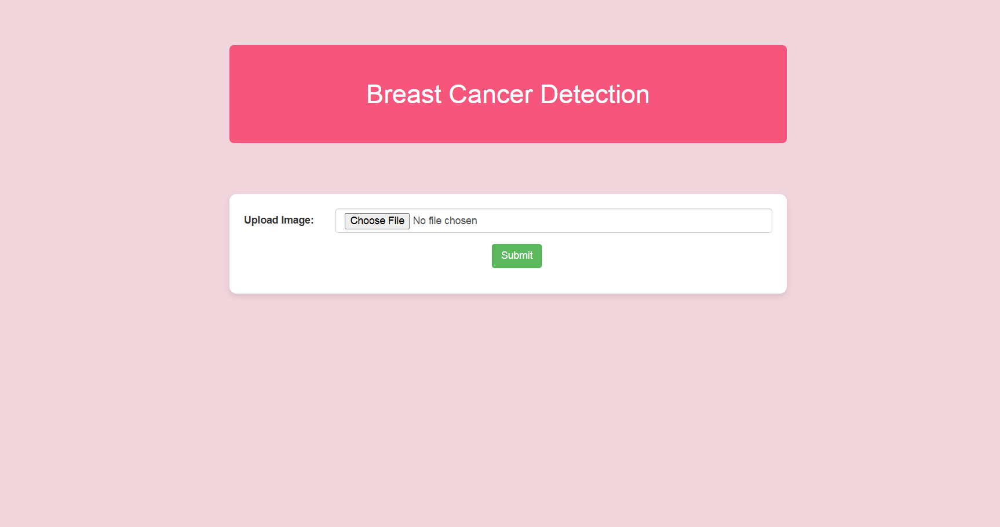 Breast Cancer Detection
Upload Image: Choose File No file chosen
Submit